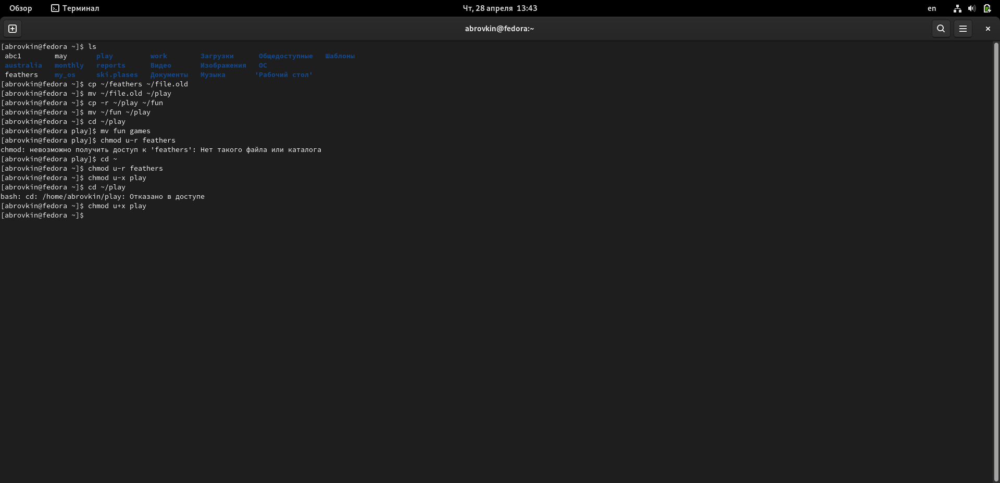 Обзор Терминал Чт, 28 апреля 13:43 en
abrovkin@fedora:~
[abrovkin@fedora ~]$ ls
abc1 may play work Загрузки Общедоступные Шаблоны
australia monthly reports Видео Изображения ОС
feathers my_os ski.plases Документы Музыка 'Рабочий стол'
[abrovkin@fedora ~]$ cp ~/feathers ~/file.old
[abrovkin@fedora ~]$ mv ~/file.old ~/play
[abrovkin@fedora ~]$ cp -r ~/play ~/fun
[abrovkin@fedora ~]$ mv ~/fun ~/play
[abrovkin@fedora ~]$ cd ~/play
[abrovkin@fedora play]$ mv fun games
[abrovkin@fedora play]$ chmod u-r feathers
chmod: невозможно получить доступ к 'feathers': Нет такого файла или каталога
[abrovkin@fedora play]$ cd ~
[abrovkin@fedora ~]$ chmod u-r feathers
[abrovkin@fedora ~]$ chmod u-x play
[abrovkin@fedora ~]$ cd ~/play
bash: cd: /home/abrovkin/play: Отказано в доступе
[abrovkin@fedora ~]$ chmod u+x play
[abrovkin@fedora ~]$